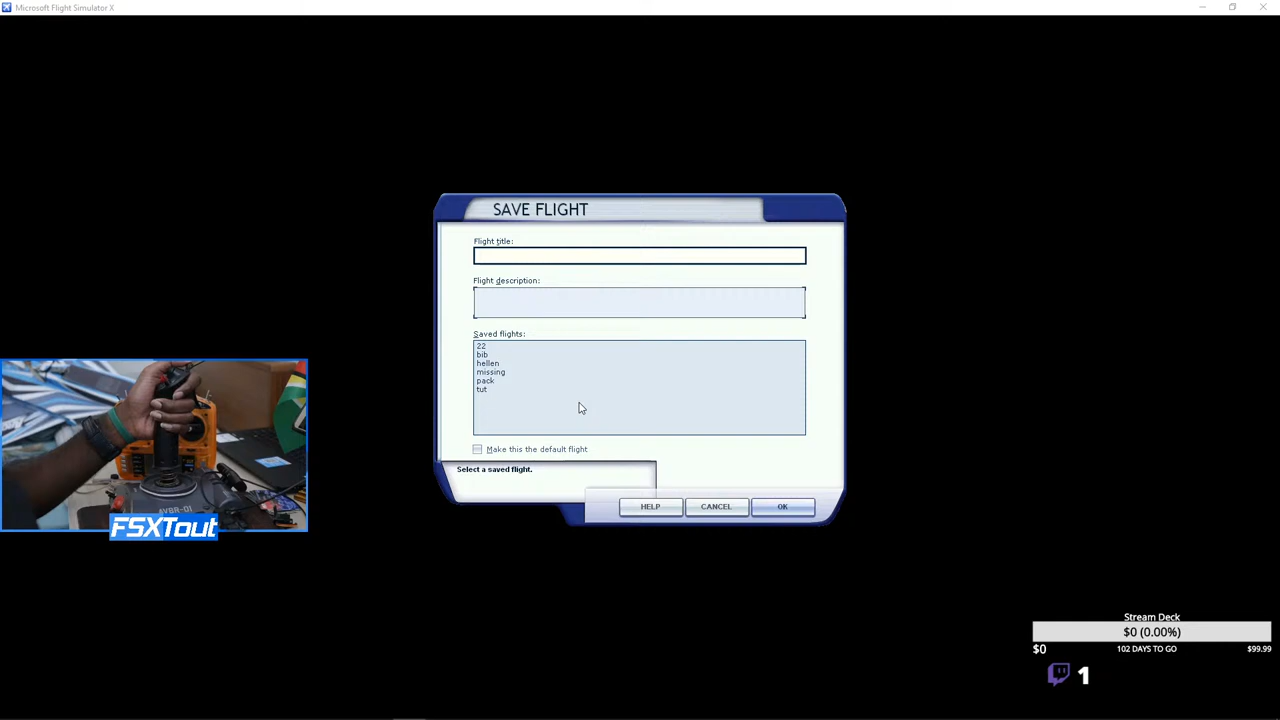 Microsoft Flight Simulator X
SAVE FLIGHT
Flight title:
Flight description:
Saved flights:
22
bib
hellen
missing
pack
tut
Make this the default flight
Select a saved flight.
HELP
CANCEL
OK
AVBR-01
FSXTout
Stream Deck
$0 (0.00%)
$0
102 DAYS TO GO
$99.99
1